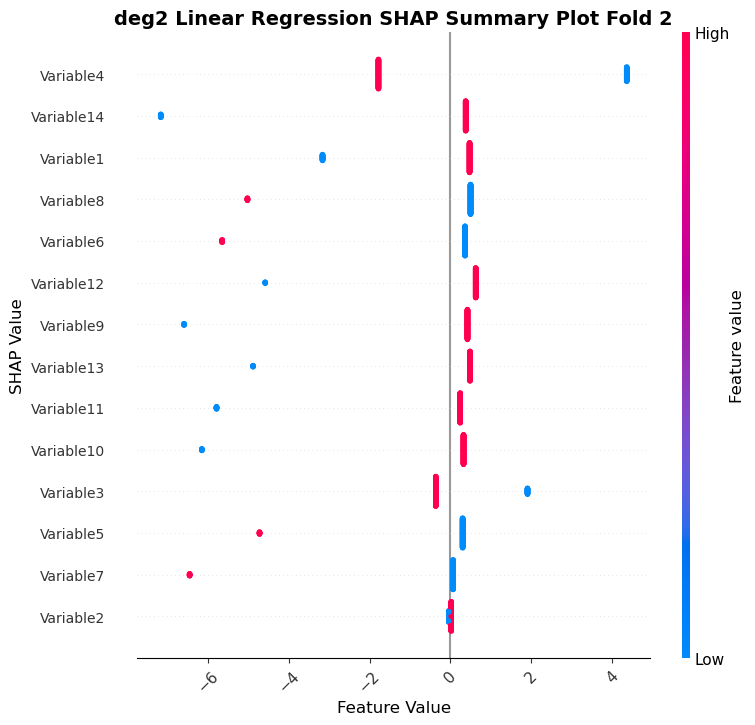 deg2 Linear Regression SHAP Summary Plot Fold 2
High
Variable4
Variable14
Variable1
Variable8
Variable6
Variable12
Variable9
Variable13
Variable11
Variable10
Variable3
Variable5
Variable7
Variable2
SHAP Value
Feature value
Low
−6
−4
−2
0
2
4
Feature Value